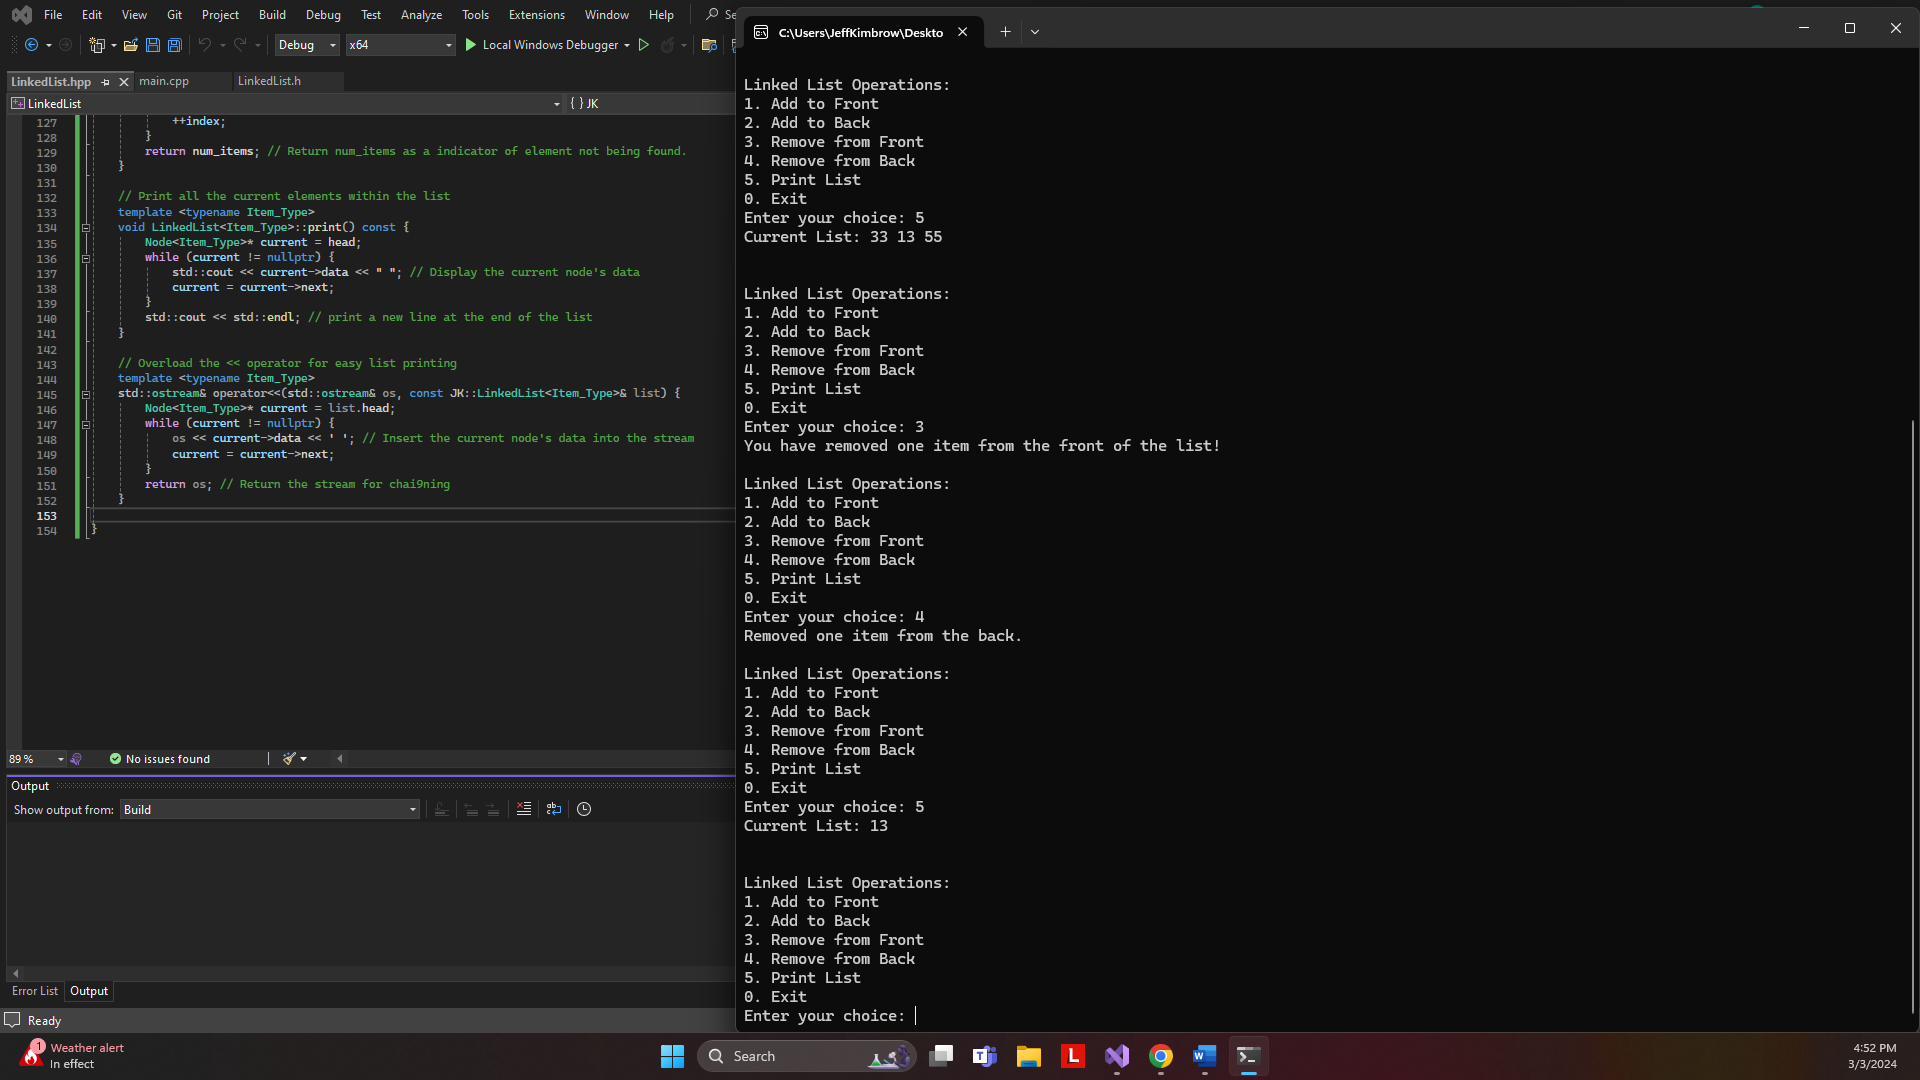 File Edit View Git Project Build Debug Test Analyze Tools Extensions Window Help Se
Debug x64 Local Windows Debugger
LinkedList.hpp main.cpp LinkedList.h
LinkedList { } JK
127 ++index;
128 }
129 return num_items; // Return num_items as a indicator of element not being found.
130 }
131
132 // Print all the current elements within the list
133 template <typename Item_Type>
134 void LinkedList<Item_Type>::print() const {
135 Node<Item_Type>* current = head;
136 while (current != nullptr) {
137 std::cout << current->data << " "; // Display the current node's data
138 current = current->next;
139 }
140 std::cout << std::endl; // print a new line at the end of the list
141 }
142
143 // Overload the << operator for easy list printing
144 template <typename Item_Type>
145 std::ostream& operator<<(std::ostream& os, const JK::LinkedList<Item_Type>& list) {
146 Node<Item_Type>* current = list.head;
147 while (current != nullptr) {
148 os << current->data << ' '; // Insert the current node's data into the stream
149 current = current->next;
150 }
151 return os; // Return the stream for chai9ning
152 }
153
154 }
89 % No issues found
Output
Show output from: Build
Error List Output
Ready
C:\Users\JeffKimbrow\Deskto
Linked List Operations:
1. Add to Front
2. Add to Back
3. Remove from Front
4. Remove from Back
5. Print List
0. Exit
Enter your choice: 5
Current List: 33 13 55
Linked List Operations:
1. Add to Front
2. Add to Back
3. Remove from Front
4. Remove from Back
5. Print List
0. Exit
Enter your choice: 3
You have removed one item from the front of the list!
Linked List Operations:
1. Add to Front
2. Add to Back
3. Remove from Front
4. Remove from Back
5. Print List
0. Exit
Enter your choice: 4
Removed one item from the back.
Linked List Operations:
1. Add to Front
2. Add to Back
3. Remove from Front
4. Remove from Back
5. Print List
0. Exit
Enter your choice: 5
Current List: 13
Linked List Operations:
1. Add to Front
2. Add to Back
3. Remove from Front
4. Remove from Back
5. Print List
0. Exit
Enter your choice:
1
Weather alert
In effect
Search
L
4:52 PM
3/3/2024